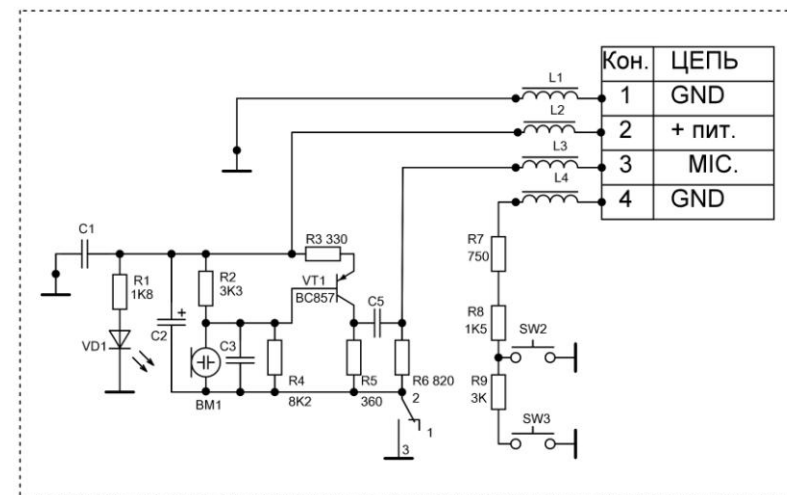 Кон. ЦЕПЬ
1 GND
2 + пит.
3 MIC.
4 GND
L1
L2
L3
L4
C1
R1
1K8
VD1
C2
+
R2
3K3
BM1
C3
R3 330
VT1
BC857
R4
8K2
C5
R5
360
R6 820
2
1
3
R7
750
R8
1K5
SW2
R9
3K
SW3